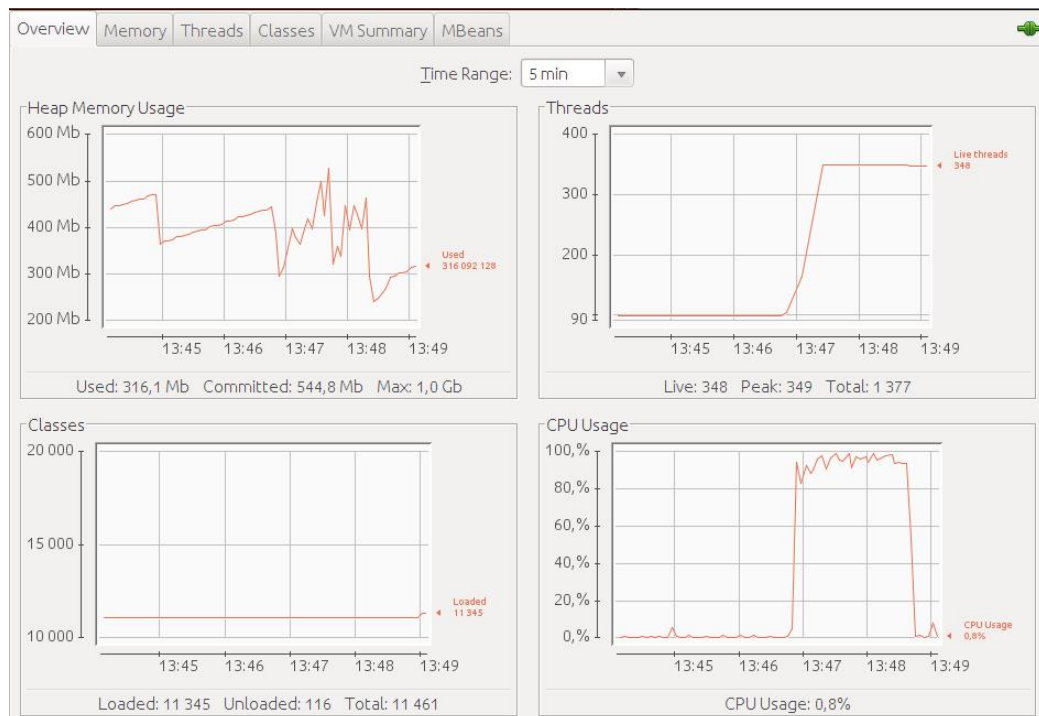 Overview Memory Threads Classes VM Summary MBeans
Time Range: 5 min
Heap Memory Usage
600 Mb
500 Mb
400 Mb
300 Mb
200 Mb
Used
316 092 128
13:45 13:46 13:47 13:48 13:49
Used: 316,1 Mb Committed: 544,8 Mb Max: 1,0 Gb
Threads
400
300
200
90
Live threads
348
13:45 13:46 13:47 13:48 13:49
Live: 348 Peak: 349 Total: 1 377
Classes
20 000
15 000
10 000
Loaded
11 345
13:45 13:46 13:47 13:48 13:49
Loaded: 11 345 Unloaded: 116 Total: 11 461
CPU Usage
100,%
80,%
60,%
40,%
20,%
0,%
CPU Usage
0,8%
13:45 13:46 13:47 13:48 13:49
CPU Usage: 0,8%